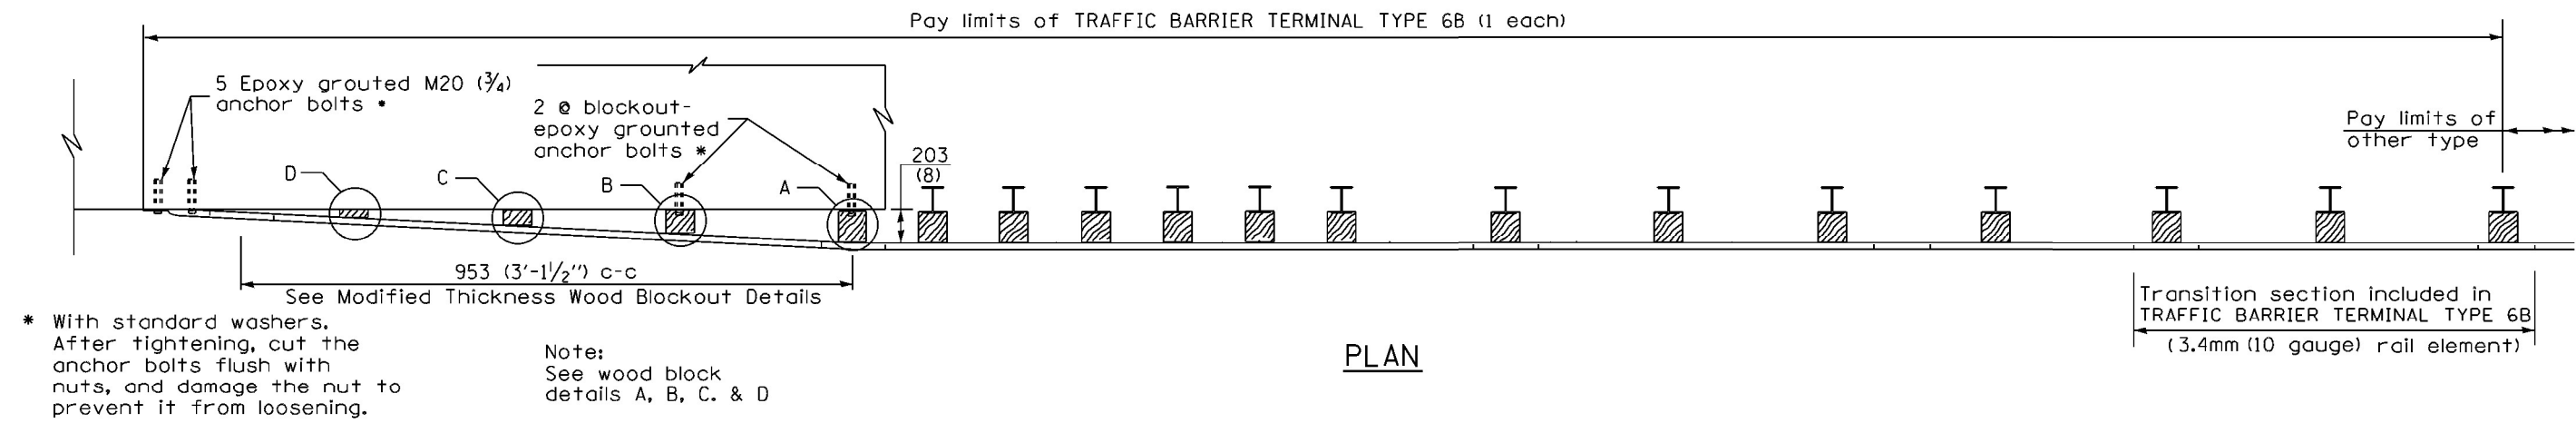 Pay limits of TRAFFIC BARRIER TERMINAL TYPE 6B (1 each)
5 Epoxy grouted M20 (3/4)
anchor bolts *
2 @ blockout-
epoxy grounted
anchor bolts *
D
C
B
A
203
(8)
Pay limits of
other type
953 (3'-1 1/2") c-c
See Modified Thickness Wood Blockout Details
* With standard washers.
After tightening, cut the
anchor bolts flush with
nuts, and damage the nut to
prevent it from loosening.
Note:
See wood block
details A, B, C. & D
PLAN
Transition section included in
TRAFFIC BARRIER TERMINAL TYPE 6B
(3.4mm (10 gauge) rail element)